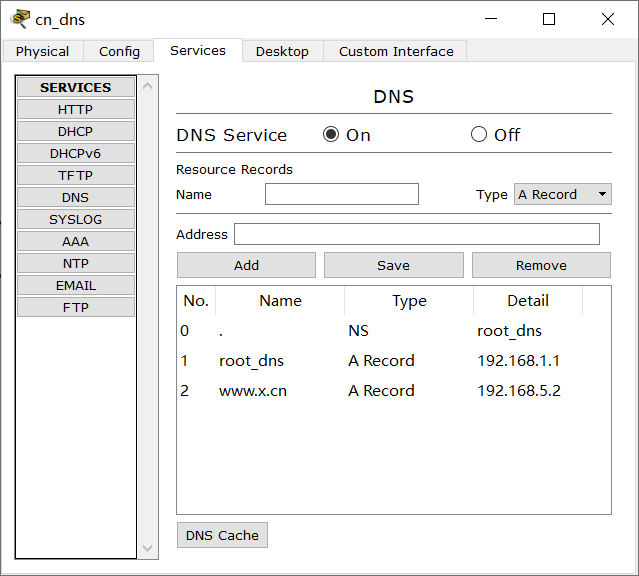 cn_dns
Physical Config Services Desktop Custom Interface
SERVICES
HTTP
DHCP
DHCPv6
TFTP
DNS
SYSLOG
AAA
NTP
EMAIL
FTP
DNS
DNS Service On Off
Resource Records
Name Type A Record
Address
Add Save Remove
No. Name Type Detail
0 . NS root_dns
1 root_dns A Record 192.168.1.1
2 www.x.cn A Record 192.168.5.2
DNS Cache